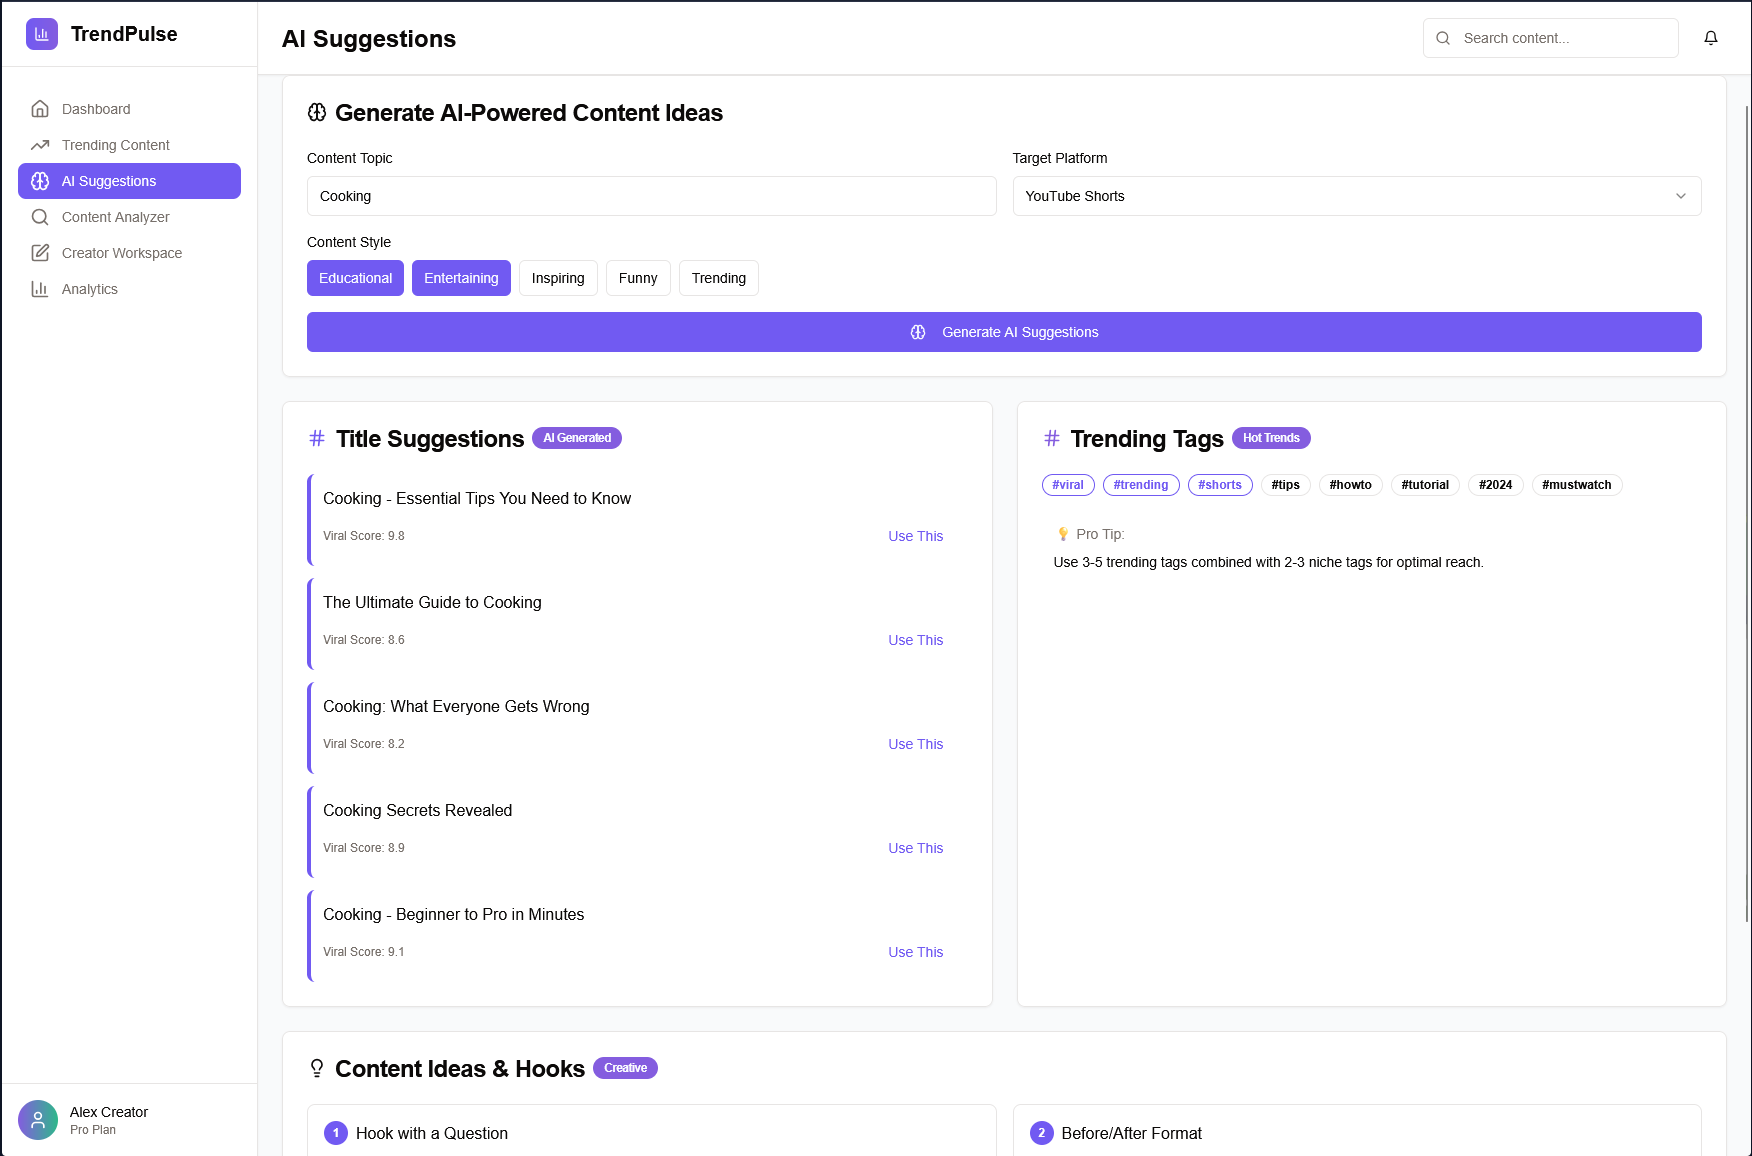 TrendPulse
Dashboard
Trending Content
AI Suggestions
Content Analyzer
Creator Workspace
Analytics
Alex Creator
Pro Plan
AI Suggestions
Search content...
Generate AI-Powered Content Ideas
Content Topic
Cooking
Target Platform
YouTube Shorts
Content Style
Educational
Entertaining
Inspiring
Funny
Trending
Generate AI Suggestions
Title Suggestions
AI Generated
Cooking - Essential Tips You Need to Know
Viral Score: 9.8
Use This
The Ultimate Guide to Cooking
Viral Score: 8.6
Use This
Cooking: What Everyone Gets Wrong
Viral Score: 8.2
Use This
Cooking Secrets Revealed
Viral Score: 8.9
Use This
Cooking - Beginner to Pro in Minutes
Viral Score: 9.1
Use This
Trending Tags
Hot Trends
#viral
#trending
#shorts
#tips
#howto
#tutorial
#2024
#mustwatch
Pro Tip:
Use 3-5 trending tags combined with 2-3 niche tags for optimal reach.
Content Ideas & Hooks
Creative
1 Hook with a Question
2 Before/After Format